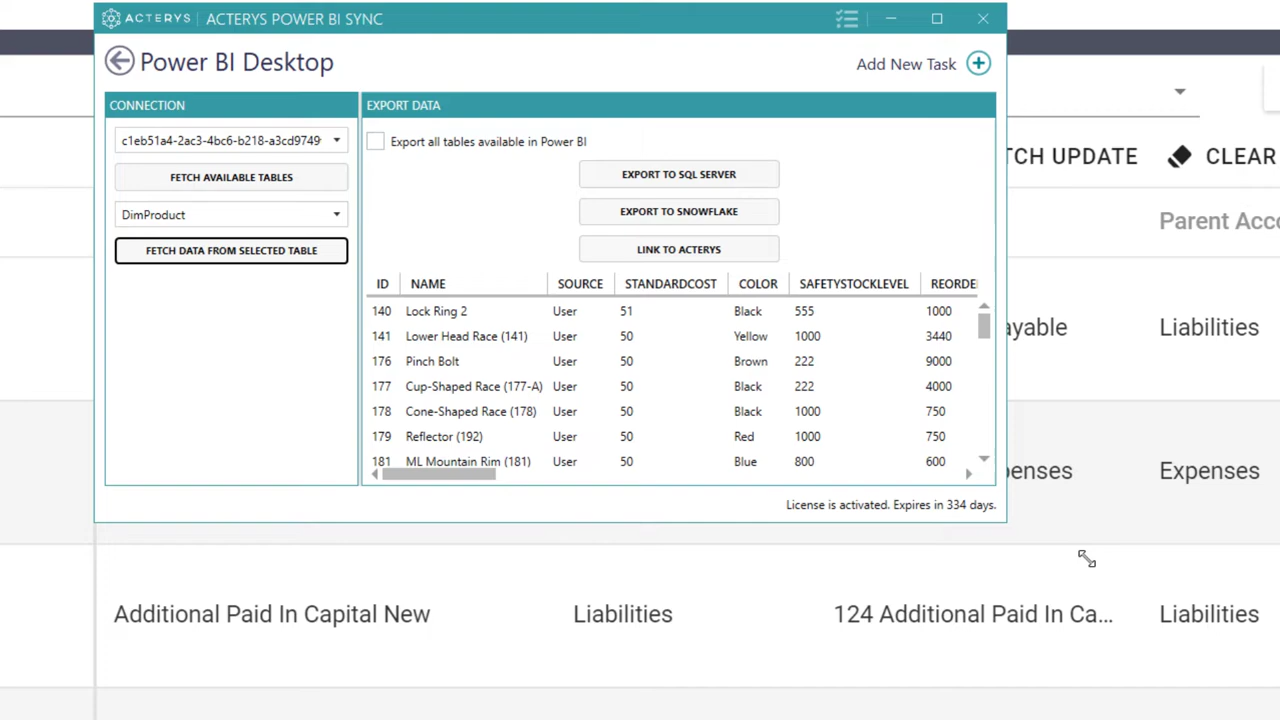 ACTERYS ACTERYS POWER BI SYNC
Power BI Desktop
Add New Task
CONNECTION
c1eb51a4-2ac3-4bc6-b218-a3cd9749
FETCH AVAILABLE TABLES
DimProduct
FETCH DATA FROM SELECTED TABLE
EXPORT DATA
Export all tables available in Power BI
EXPORT TO SQL SERVER
EXPORT TO SNOWFLAKE
LINK TO ACTERYS
ID NAME SOURCE STANDARDCOST COLOR SAFETYSTOCKLEVEL REORDE
140 Lock Ring 2 User 51 Black 555 1000
141 Lower Head Race (141) User 50 Yellow 1000 3440
176 Pinch Bolt User 50 Brown 222 9000
177 Cup-Shaped Race (177-A) User 50 Black 222 4000
178 Cone-Shaped Race (178) User 50 Black 1000 750
179 Reflector (192) User 50 Red 1000 750
181 ML Mountain Rim (181) User 50 Blue 800 600
License is activated. Expires in 334 days.
TCH UPDATE CLEAR
Parent Acco
ayable Liabilities
penses Expenses
Additional Paid In Capital New Liabilities 124 Additional Paid In Ca... Liabilities